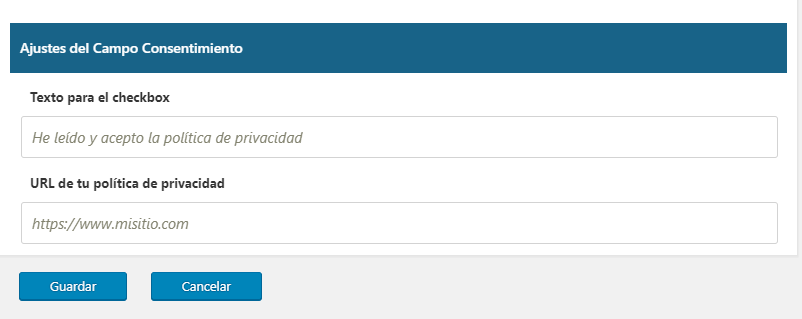 Ajustes del Campo Consentimiento
Texto para el checkbox
He leído y acepto la política de privacidad
URL de tu política de privacidad
https://www.misitio.com
Guardar Cancelar